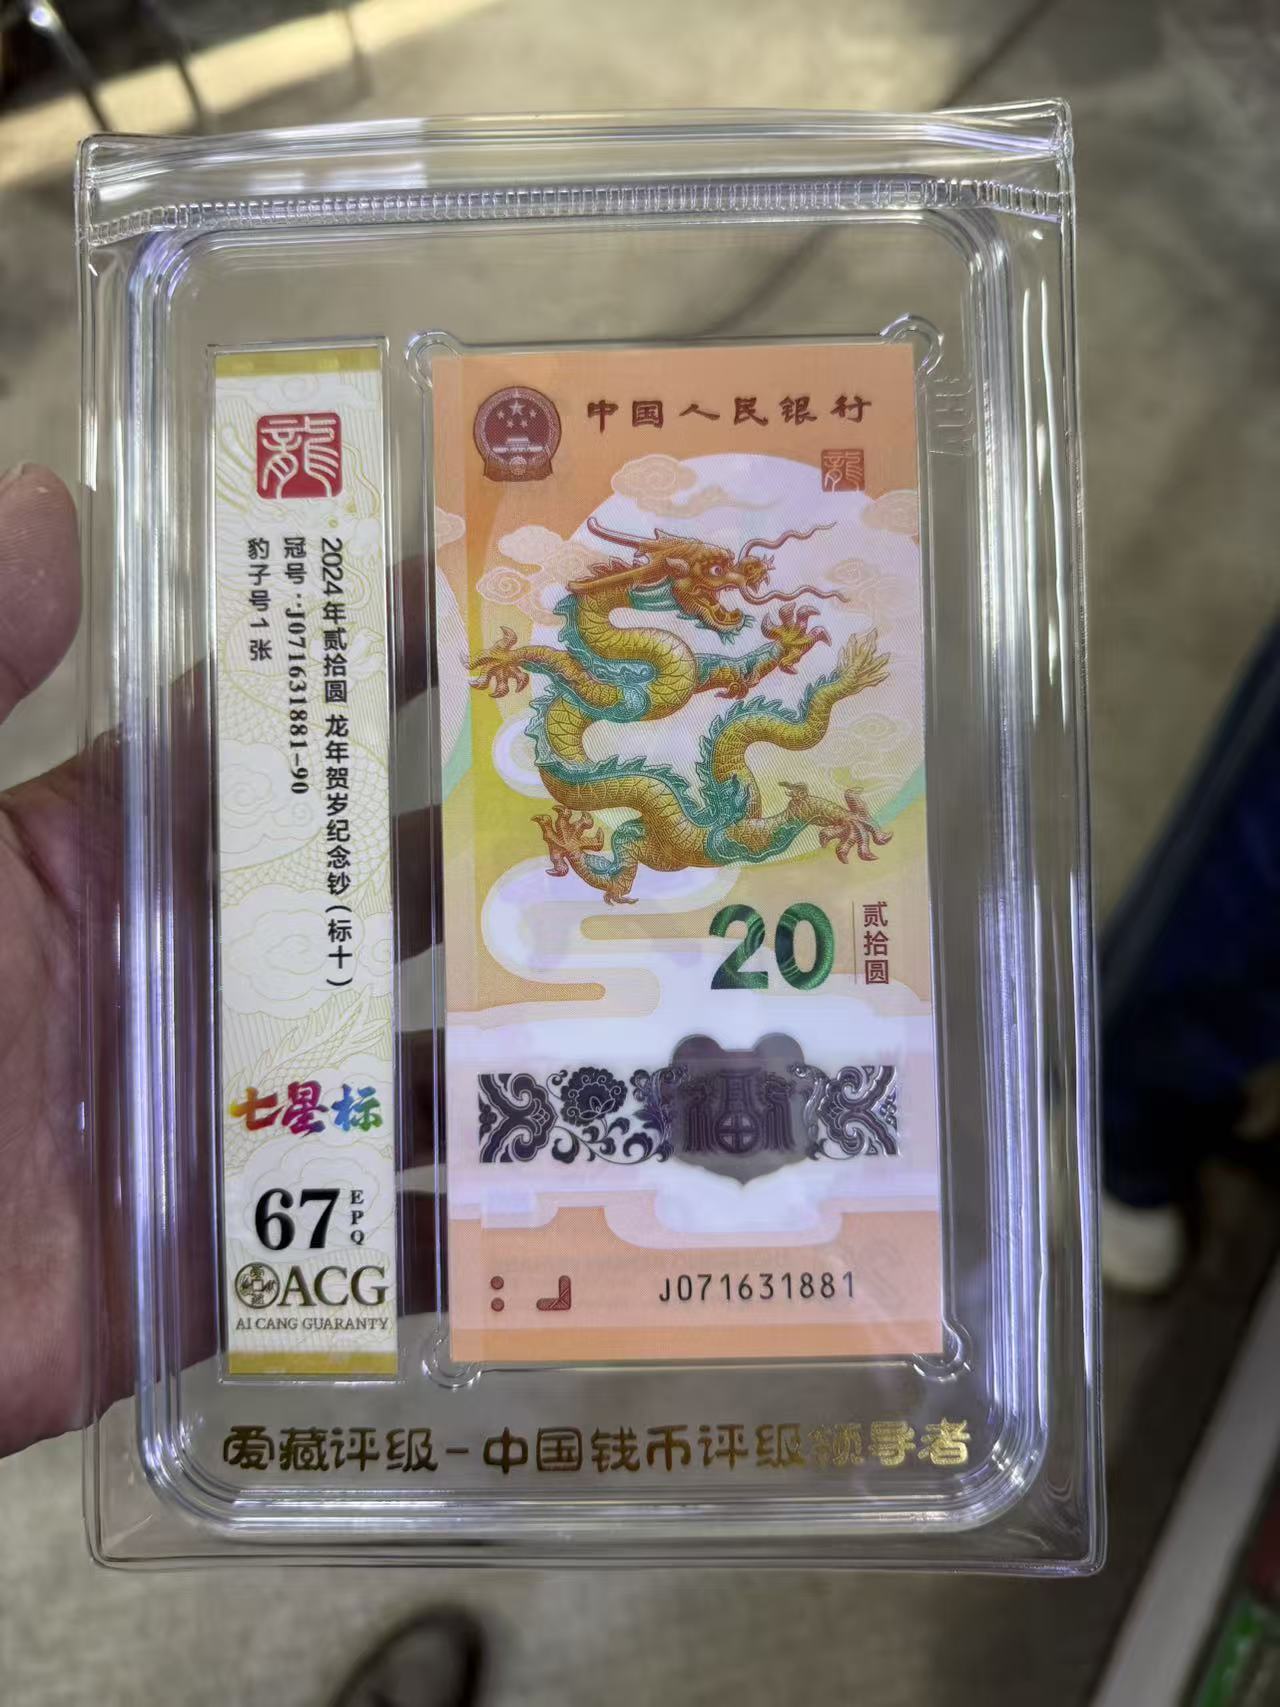 龍
2024年贰拾圆 龙年贺岁纪念钞(标十)
冠号:J071631881-90
豹子号1张
七星标
67 EPQ
ACG
AI CANG GUARANTY
中国人民银行
龍
20
贰拾圆
福
J071631881
爱藏评级-中国钱币评级领导者